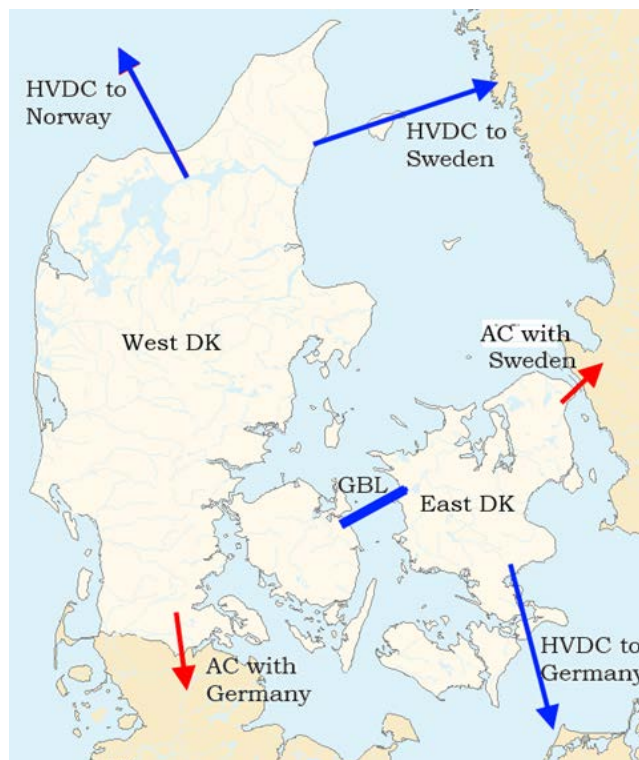 HVDC to
Norway
HVDC to
Sweden
West DK
AC with
Sweden
GBL
East DK
AC with
Germany
HVDC to
Germany